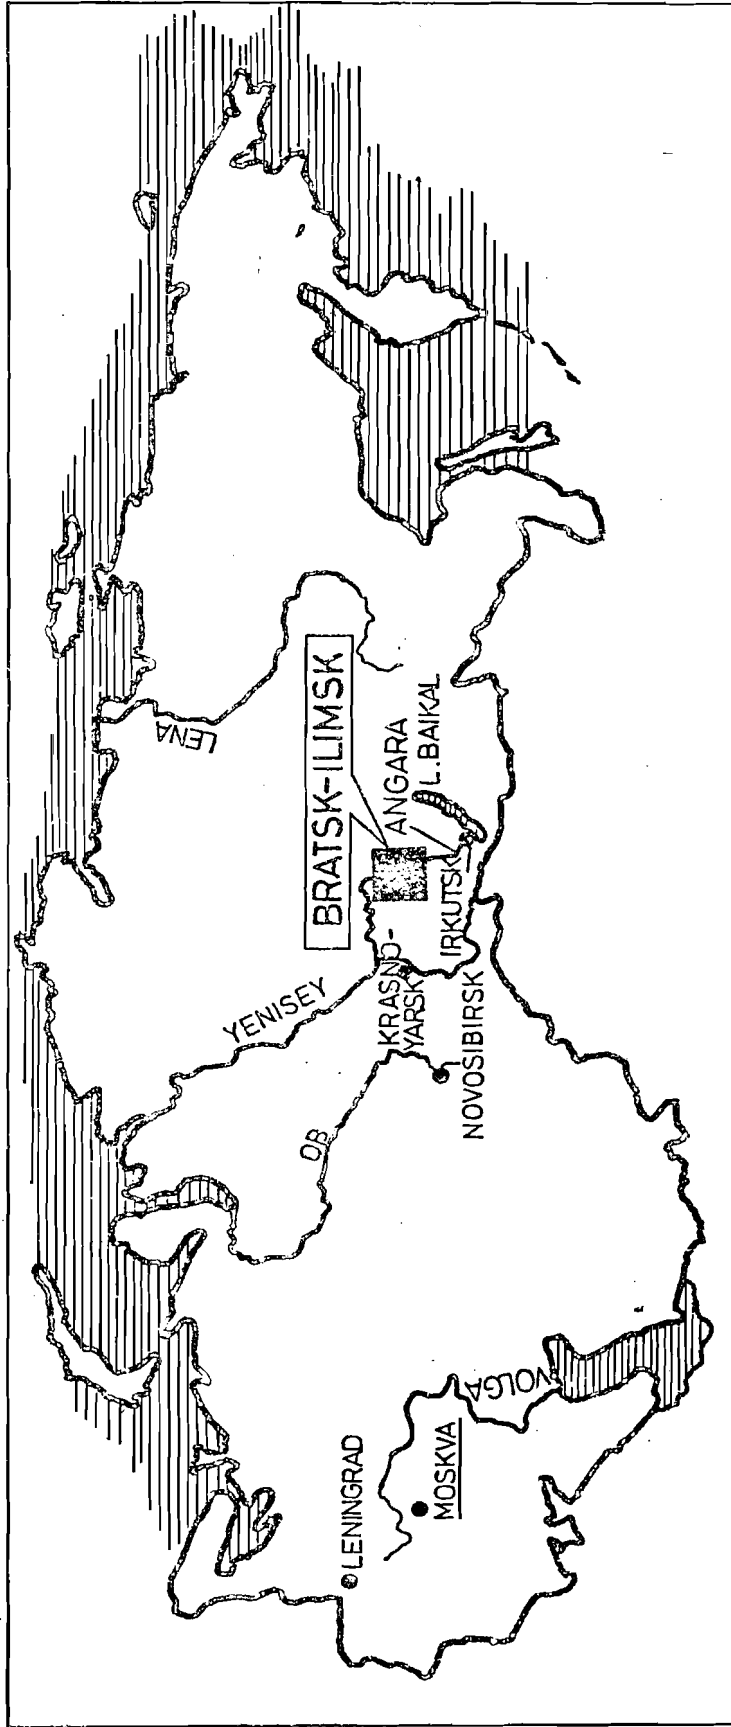 LENA
BRATSK-ILIMSK
YENISEY
ANGARA
L.BAIKAL
OB
KRASNO-
YARSK
IRKUTSK
NOVOSIBIRSK
LENINGRAD
MOSKVA
VOLGA